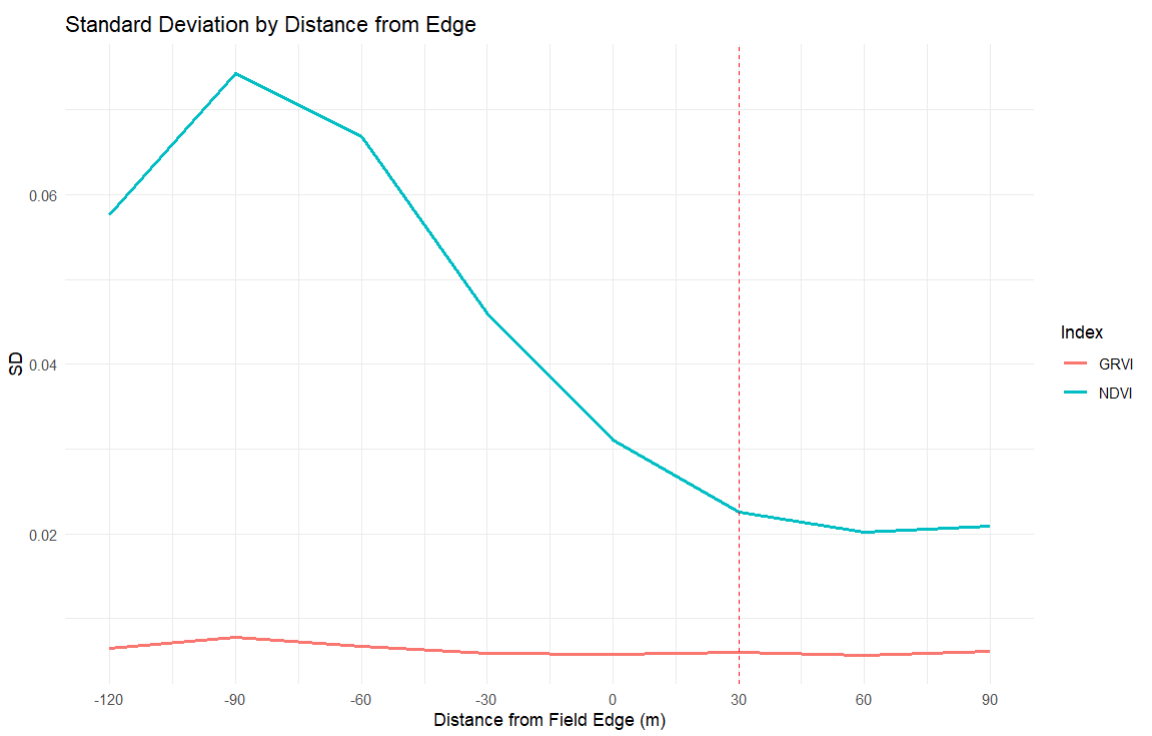 Standard Deviation by Distance from Edge
SD
0.06
0.04
0.02
-120 -90 -60 -30 0 30 60 90
Distance from Field Edge (m)
Index
GRVI
NDVI